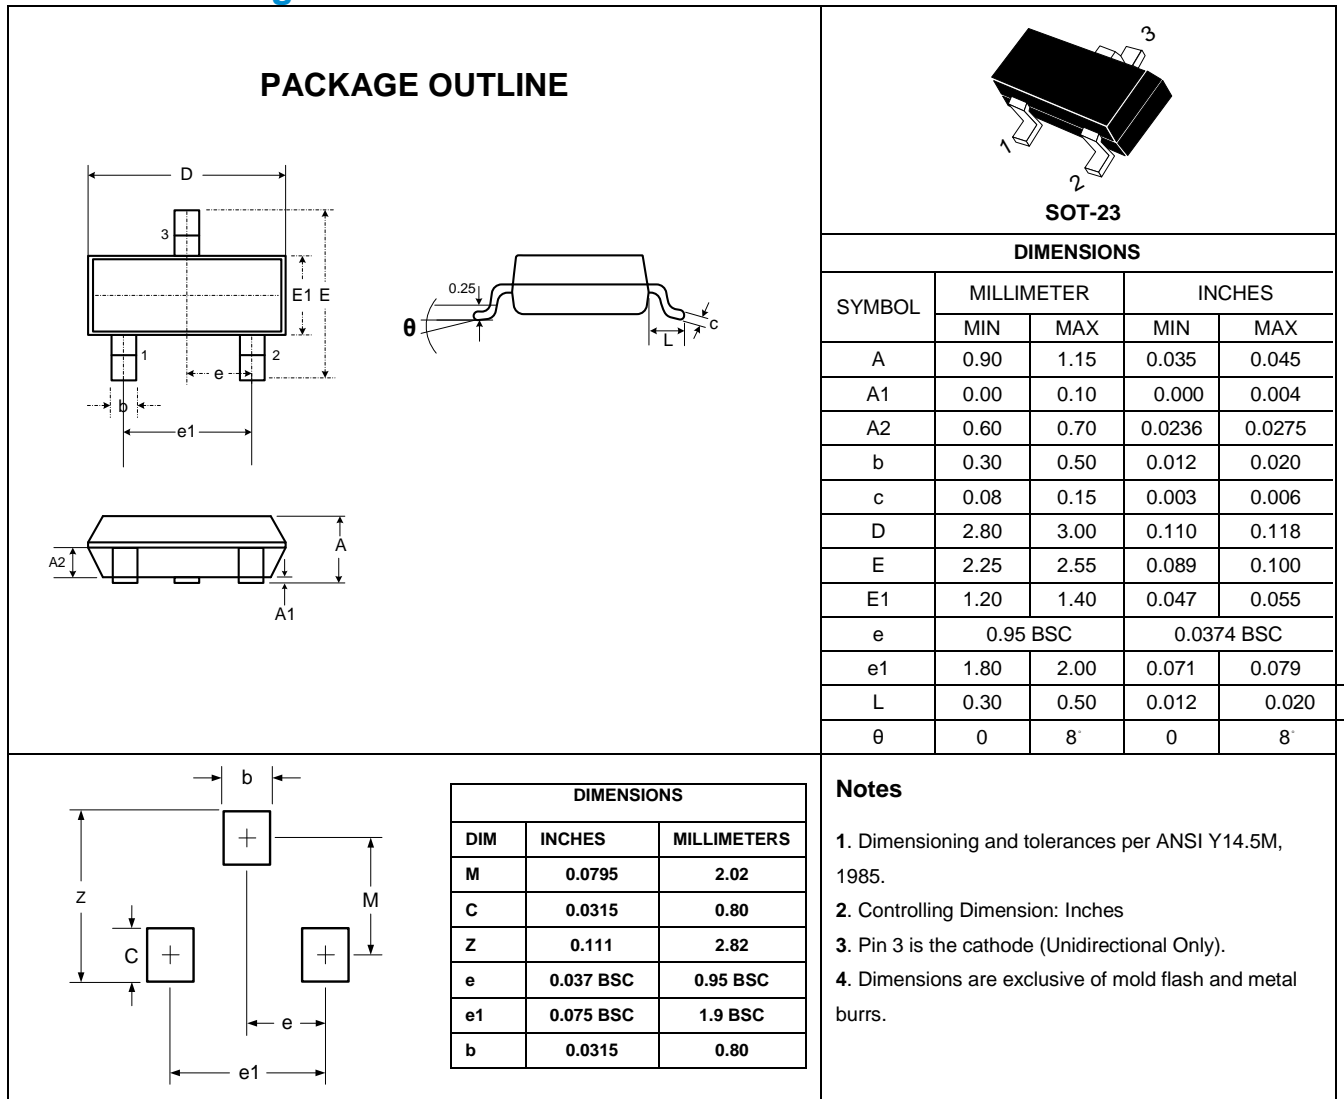 PACKAGE OUTLINE
D
3
E1 E
1
2
e
b
e1
0.25
θ
L
c
A2
A
A1
3
1
2
SOT-23
DIMENSIONS
SYMBOL MILLIMETER INCHES
MIN MAX MIN MAX
A 0.90 1.15 0.035 0.045
A1 0.00 0.10 0.000 0.004
A2 0.60 0.70 0.0236 0.0275
b 0.30 0.50 0.012 0.020
c 0.08 0.15 0.003 0.006
D 2.80 3.00 0.110 0.118
E 2.25 2.55 0.089 0.100
E1 1.20 1.40 0.047 0.055
e 0.95 BSC 0.0374 BSC
e1 1.80 2.00 0.071 0.079
L 0.30 0.50 0.012 0.020
θ 0 8° 0 8°
b
Z
M
C
e
e1
DIMENSIONS
DIM INCHES MILLIMETERS
M 0.0795 2.02
C 0.0315 0.80
Z 0.111 2.82
e 0.037 BSC 0.95 BSC
e1 0.075 BSC 1.9 BSC
b 0.0315 0.80
Notes
1. Dimensioning and tolerances per ANSI Y14.5M,
1985.
2. Controlling Dimension: Inches
3. Pin 3 is the cathode (Unidirectional Only).
4. Dimensions are exclusive of mold flash and metal
burrs.